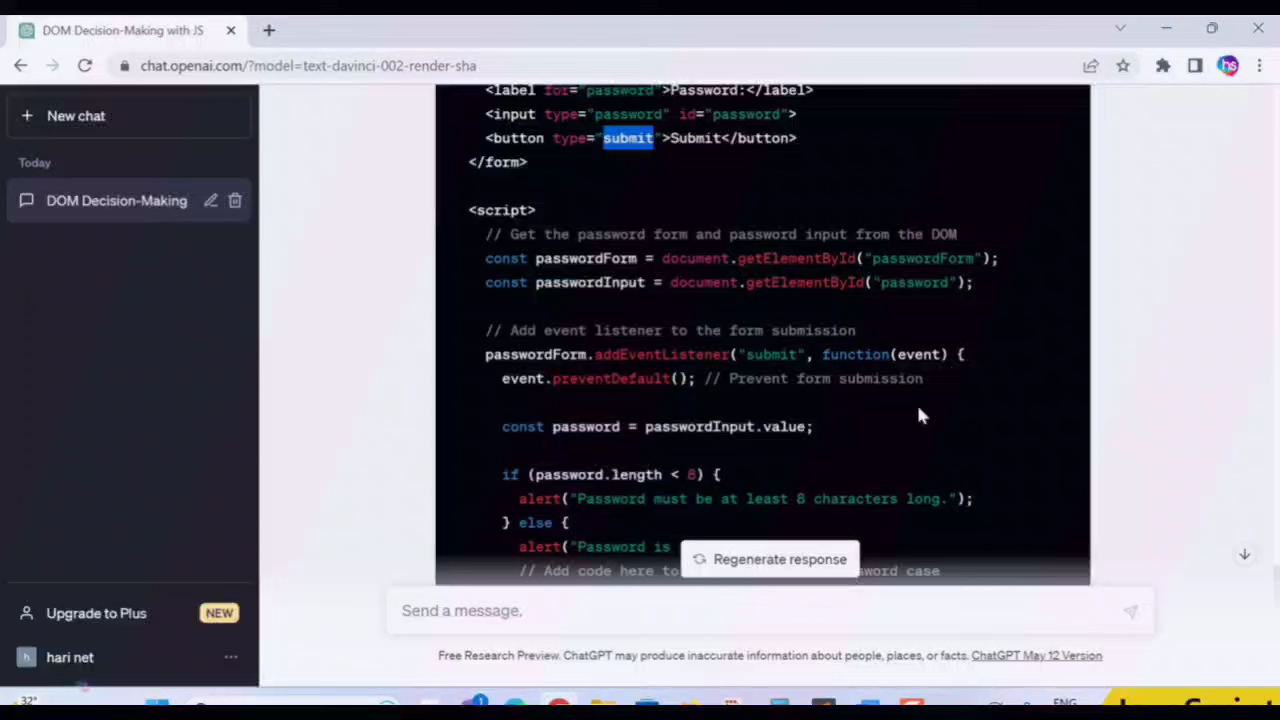 DOM Decision-Making with JS
chat.openai.com/?model=text-davinci-002-render-sha
New chat
Today
DOM Decision-Making
<label for="password">Password:</label>
<input type="password" id="password">
<button type="submit">Submit</button>
</form>
<script>
// Get the password form and password input from the DOM
const passwordForm = document.getElementById("passwordForm");
const passwordInput = document.getElementById("password");
// Add event listener to the form submission
passwordForm.addEventListener("submit", function(event) {
event.preventDefault(); // Prevent form submission
const password = passwordInput.value;
if (password.length < 8) {
alert("Password must be at least 8 characters long.");
} else {
alert("Password is
// Add code here to
case
Regenerate response
Send a message.
Free Research Preview. ChatGPT may produce inaccurate information about people, places, or facts. ChatGPT May 12 Version
Upgrade to Plus
NEW
h
hari net
hs
32°
ENG